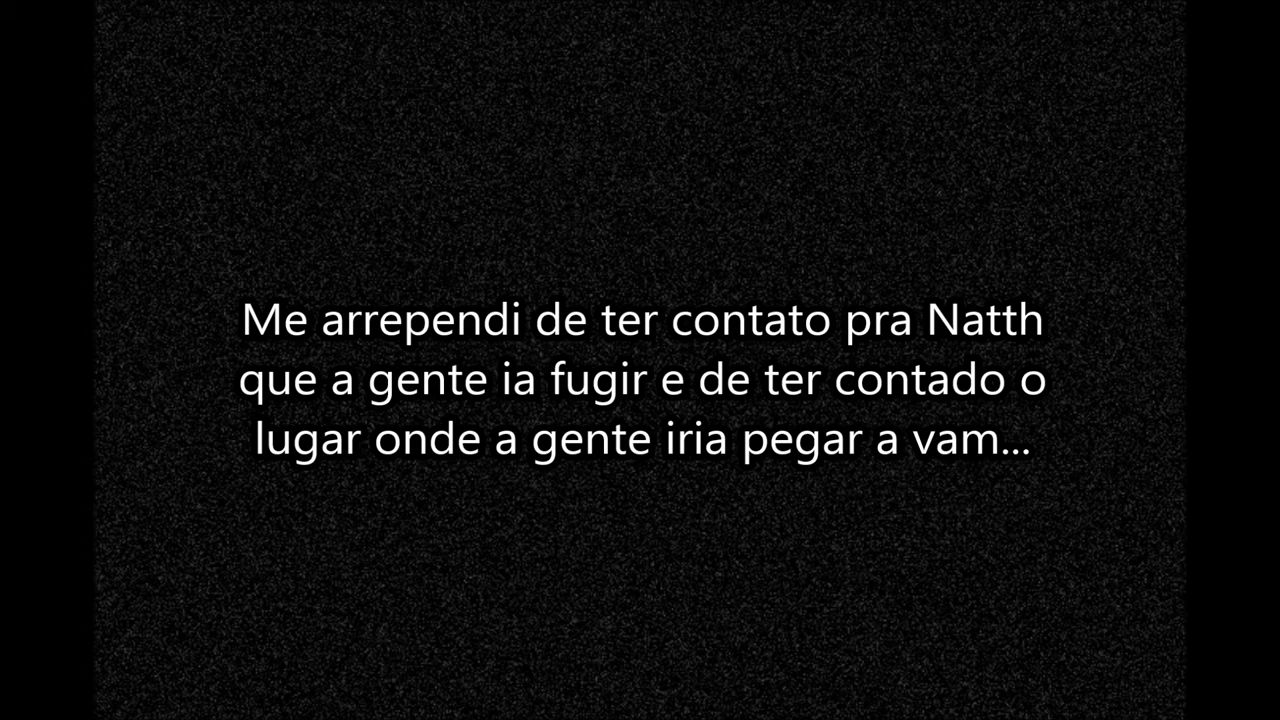 Me arrependi de ter contato pra Natth
que a gente ia fugir e de ter contado o
lugar onde a gente iria pegar a vam...